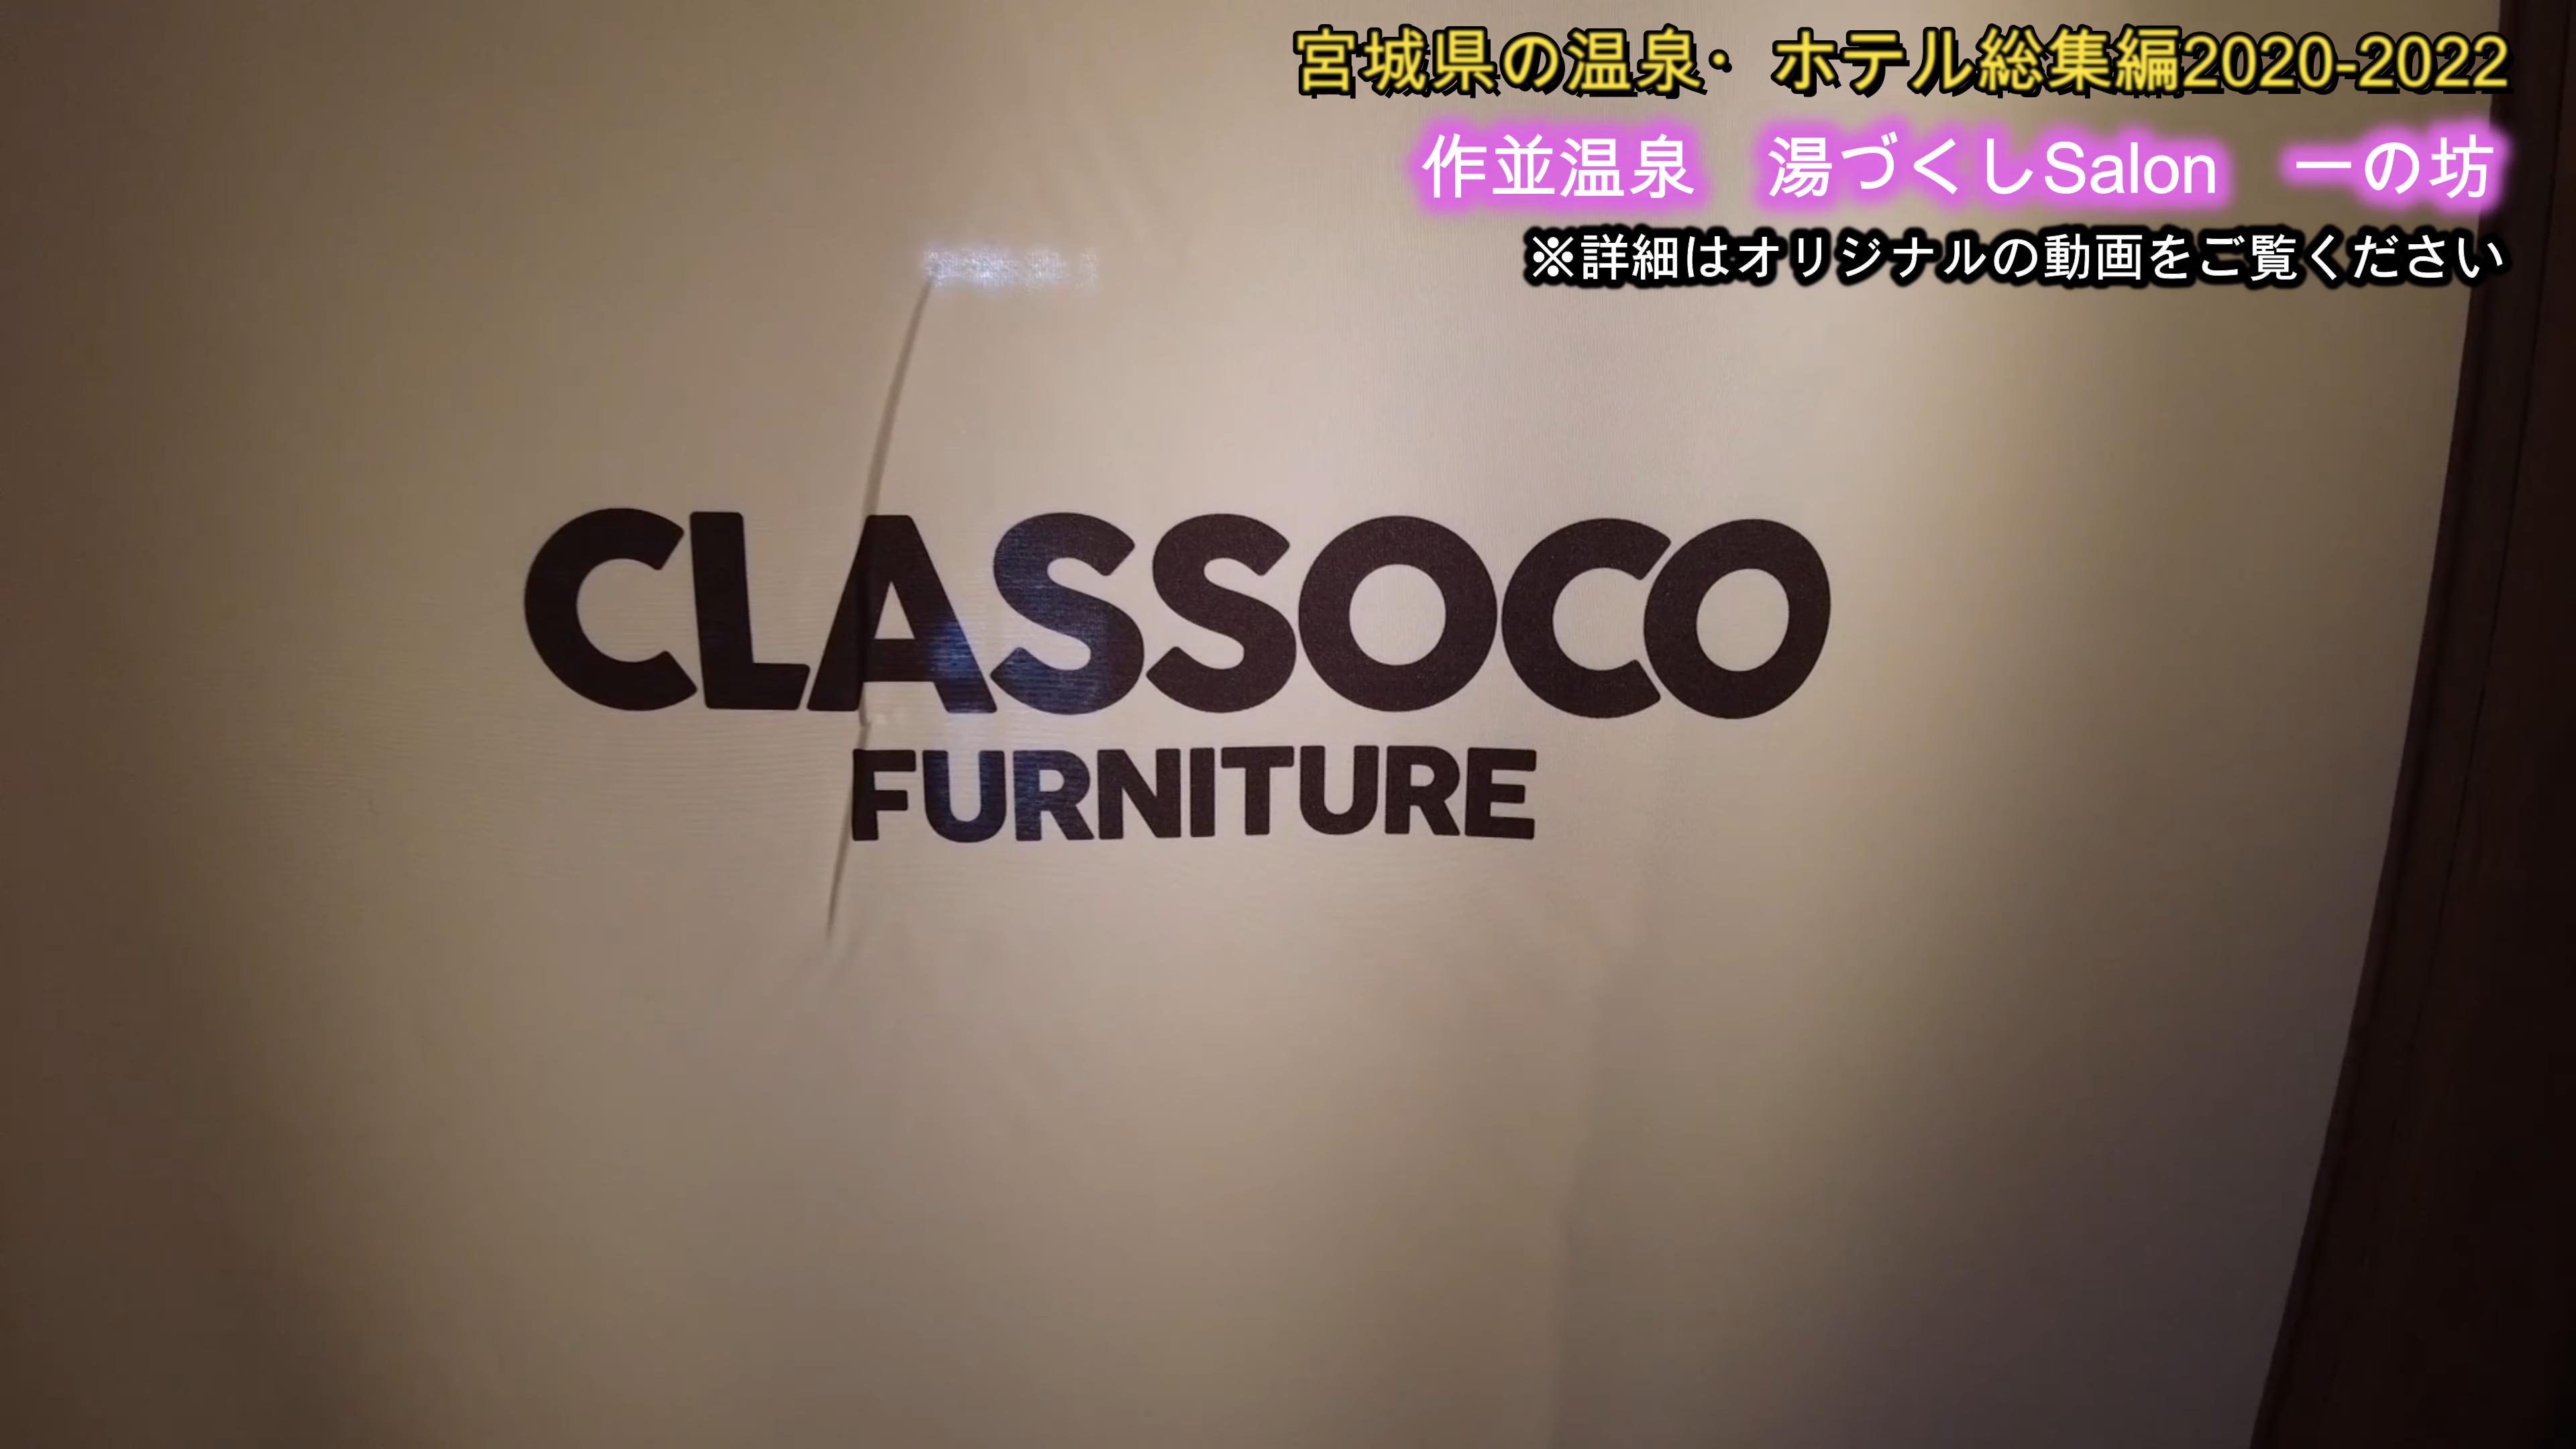 宮城県の温泉・ホテル総集編2020-2022
作並温泉　湯づくしSalon　一の坊
※詳細はオリジナルの動画をご覧ください
CLASSOCO
FURNITURE